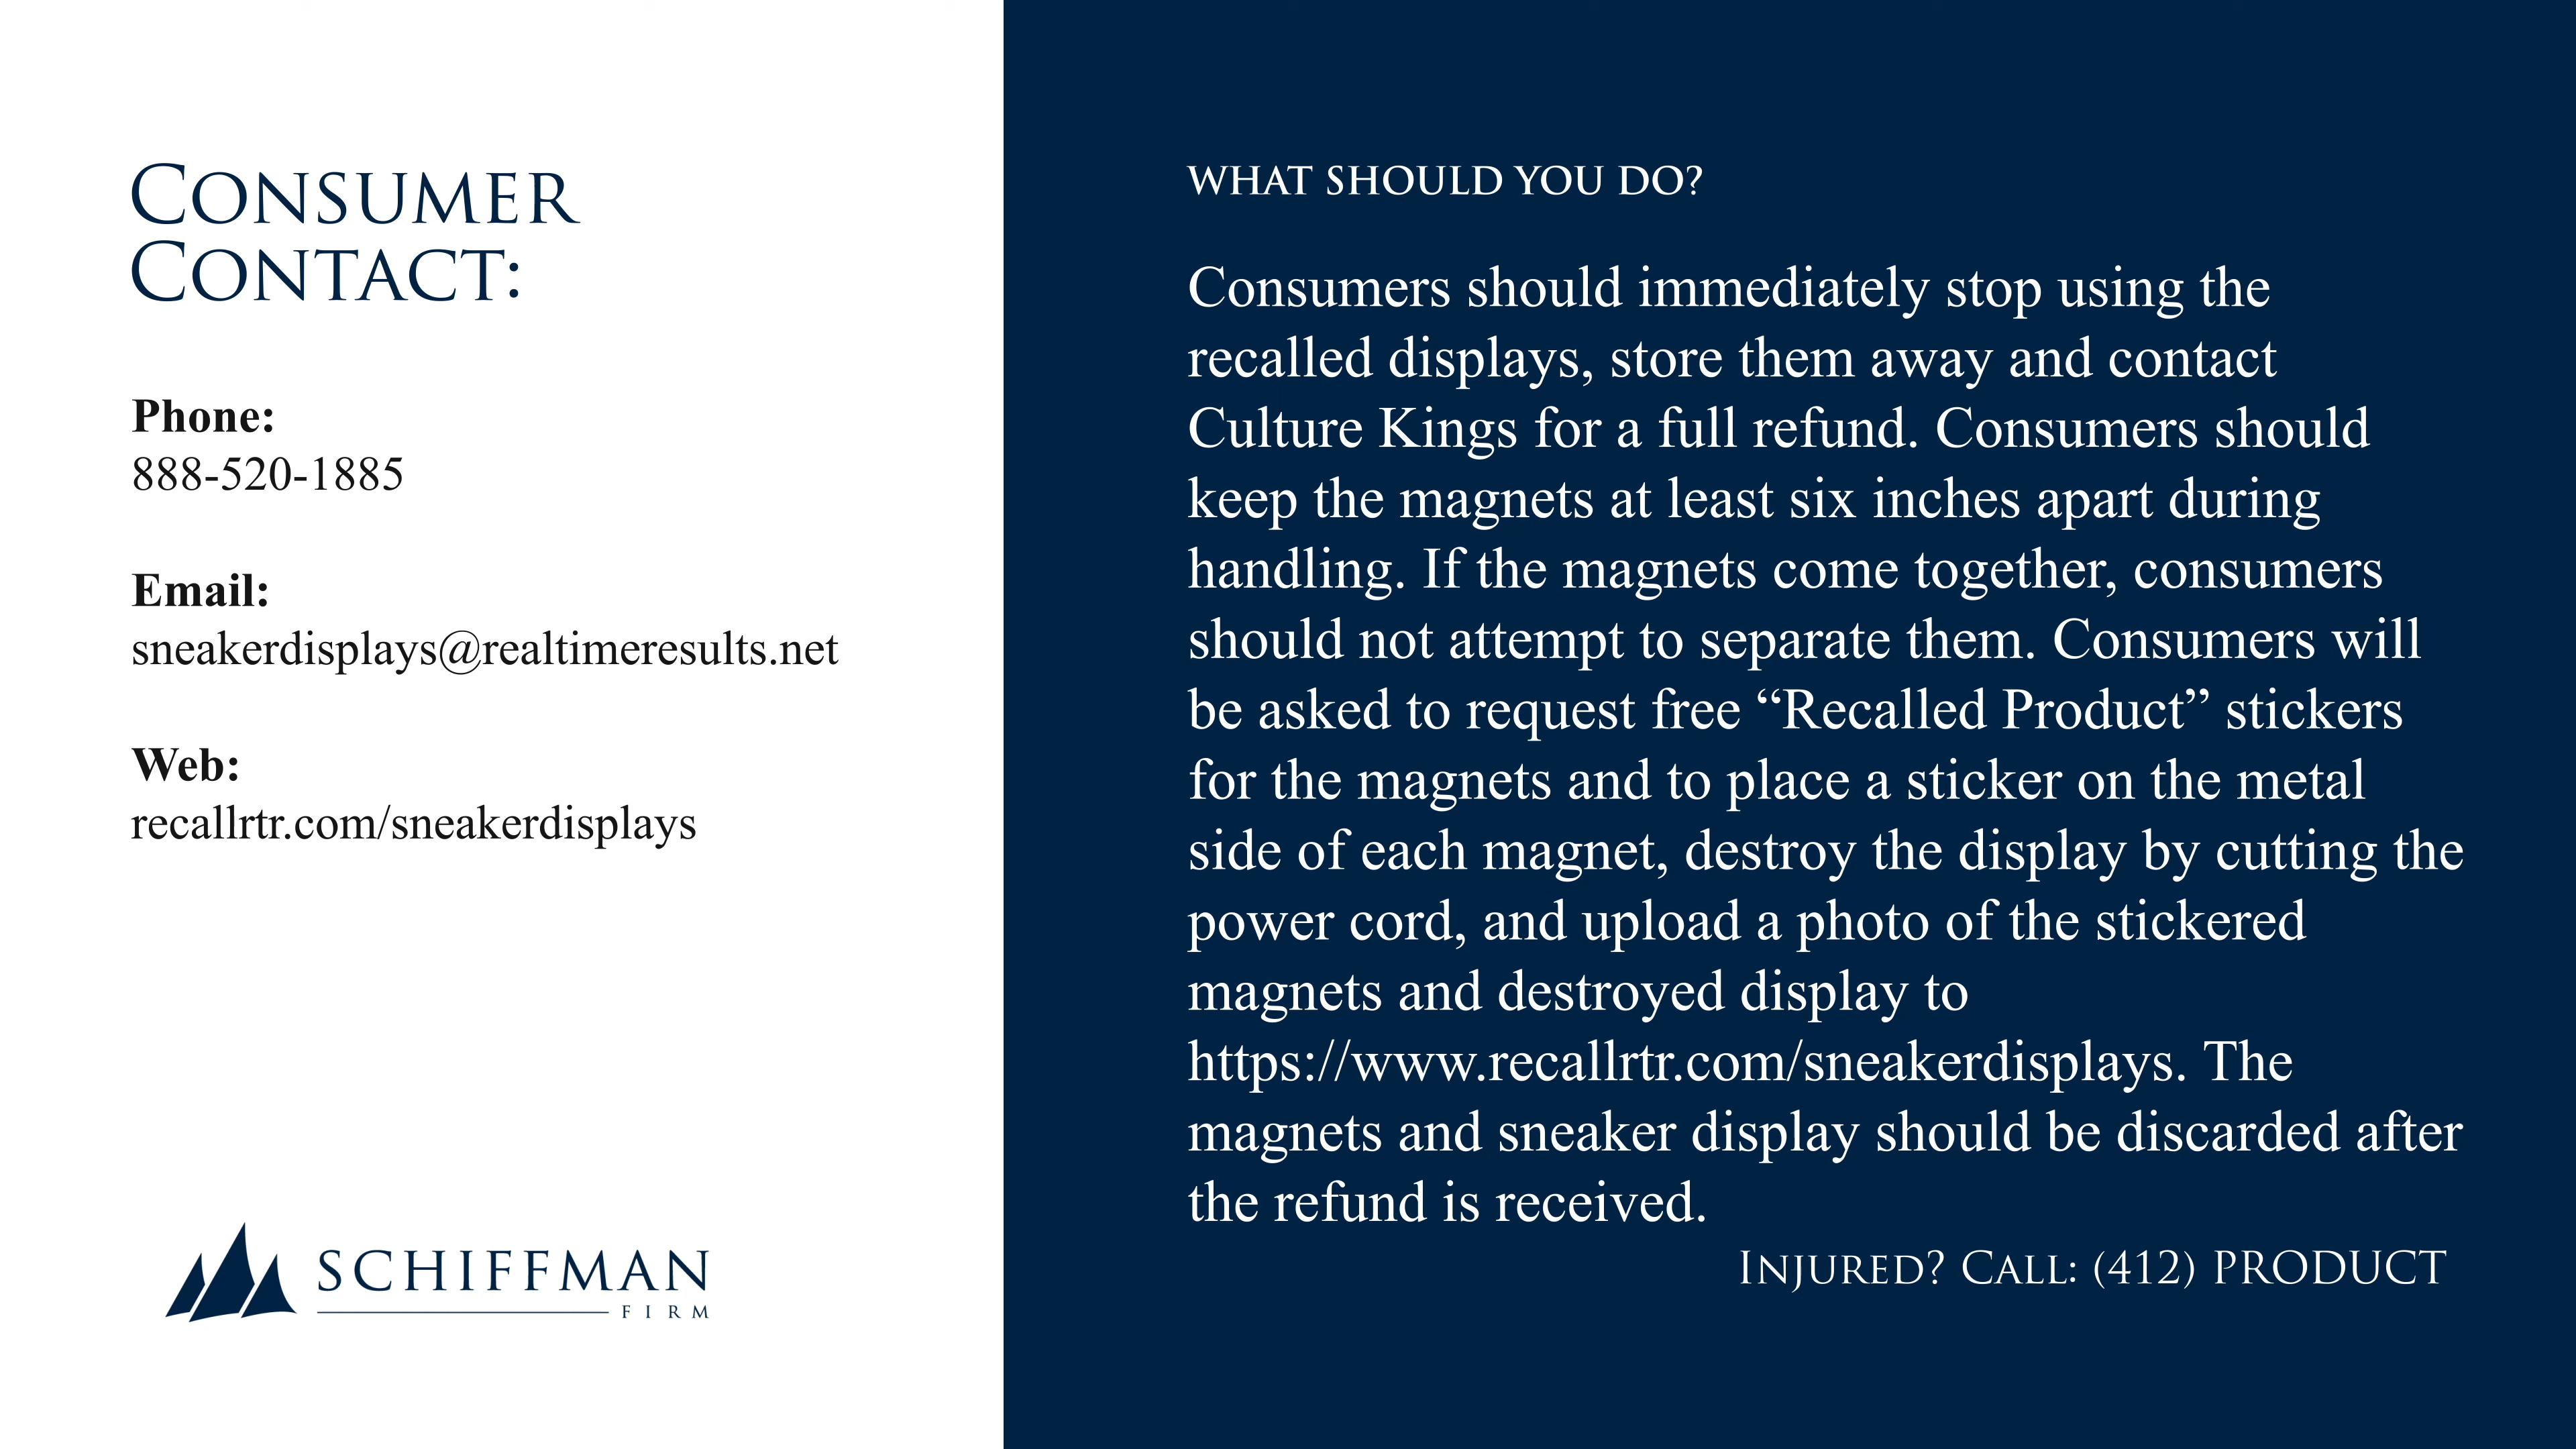 CONSUMER
CONTACT:
Phone:
888-520-1885
Email:
sneakerdisplays@realtimeresults.net
Web:
recallrtr.com/sneakerdisplays
SCHIFFMAN
FIRM
WHAT SHOULD YOU DO?
Consumers should immediately stop using the
recalled displays, store them away and contact
Culture Kings for a full refund. Consumers should
keep the magnets at least six inches apart during
handling. If the magnets come together, consumers
should not attempt to separate them. Consumers will
be asked to request free “Recalled Product” stickers
for the magnets and to place a sticker on the metal
side of each magnet, destroy the display by cutting the
power cord, and upload a photo of the stickered
magnets and destroyed display to
https://www.recallrtr.com/sneakerdisplays. The
magnets and sneaker display should be discarded after
the refund is received.
INJURED? CALL: (412) PRODUCT